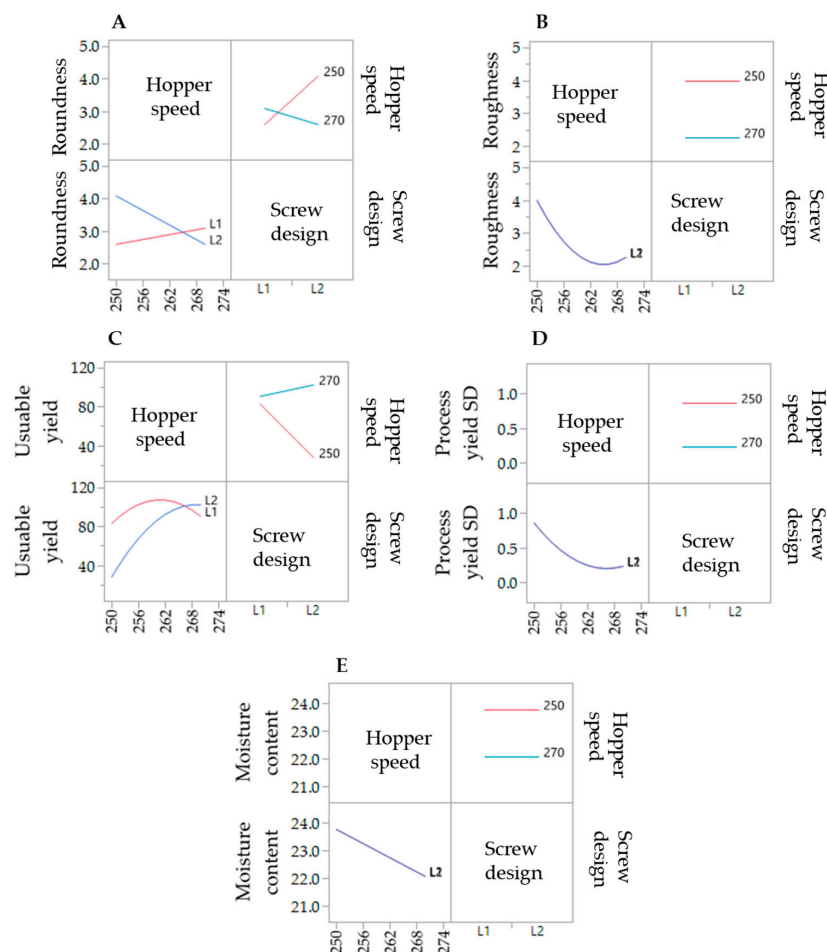 A
Roundness
5.0
4.0
3.0
2.0
Hopper
speed
250
270
Hopper
speed
Roundness
5.0
4.0
3.0
2.0
L1
L2
Screw
design
Screw
design
250
256
262
268
274
L1
L2
B
Roughness
5
4
3
2
Hopper
speed
250
270
Hopper
speed
Roughness
5
4
3
2
Screw
design
Screw
design
250
256
262
268
274
L1
L2
C
Usuable
yield
120
80
40
Hopper
speed
270
250
Hopper
speed
Usuable
yield
120
80
40
L2
L1
Screw
design
Screw
design
250
256
262
268
274
L1
L2
D
Process
yield SD
1.0
0.5
0.0
Hopper
speed
250
270
Hopper
speed
Process
yield SD
1.0
0.5
0.0
Screw
design
Screw
design
250
256
262
268
274
L1
L2
E
Moisture
content
24.0
23.0
22.0
21.0
Hopper
speed
250
270
Hopper
speed
Moisture
content
24.0
23.0
22.0
21.0
Screw
design
Screw
design
250
256
262
268
274
L1
L2